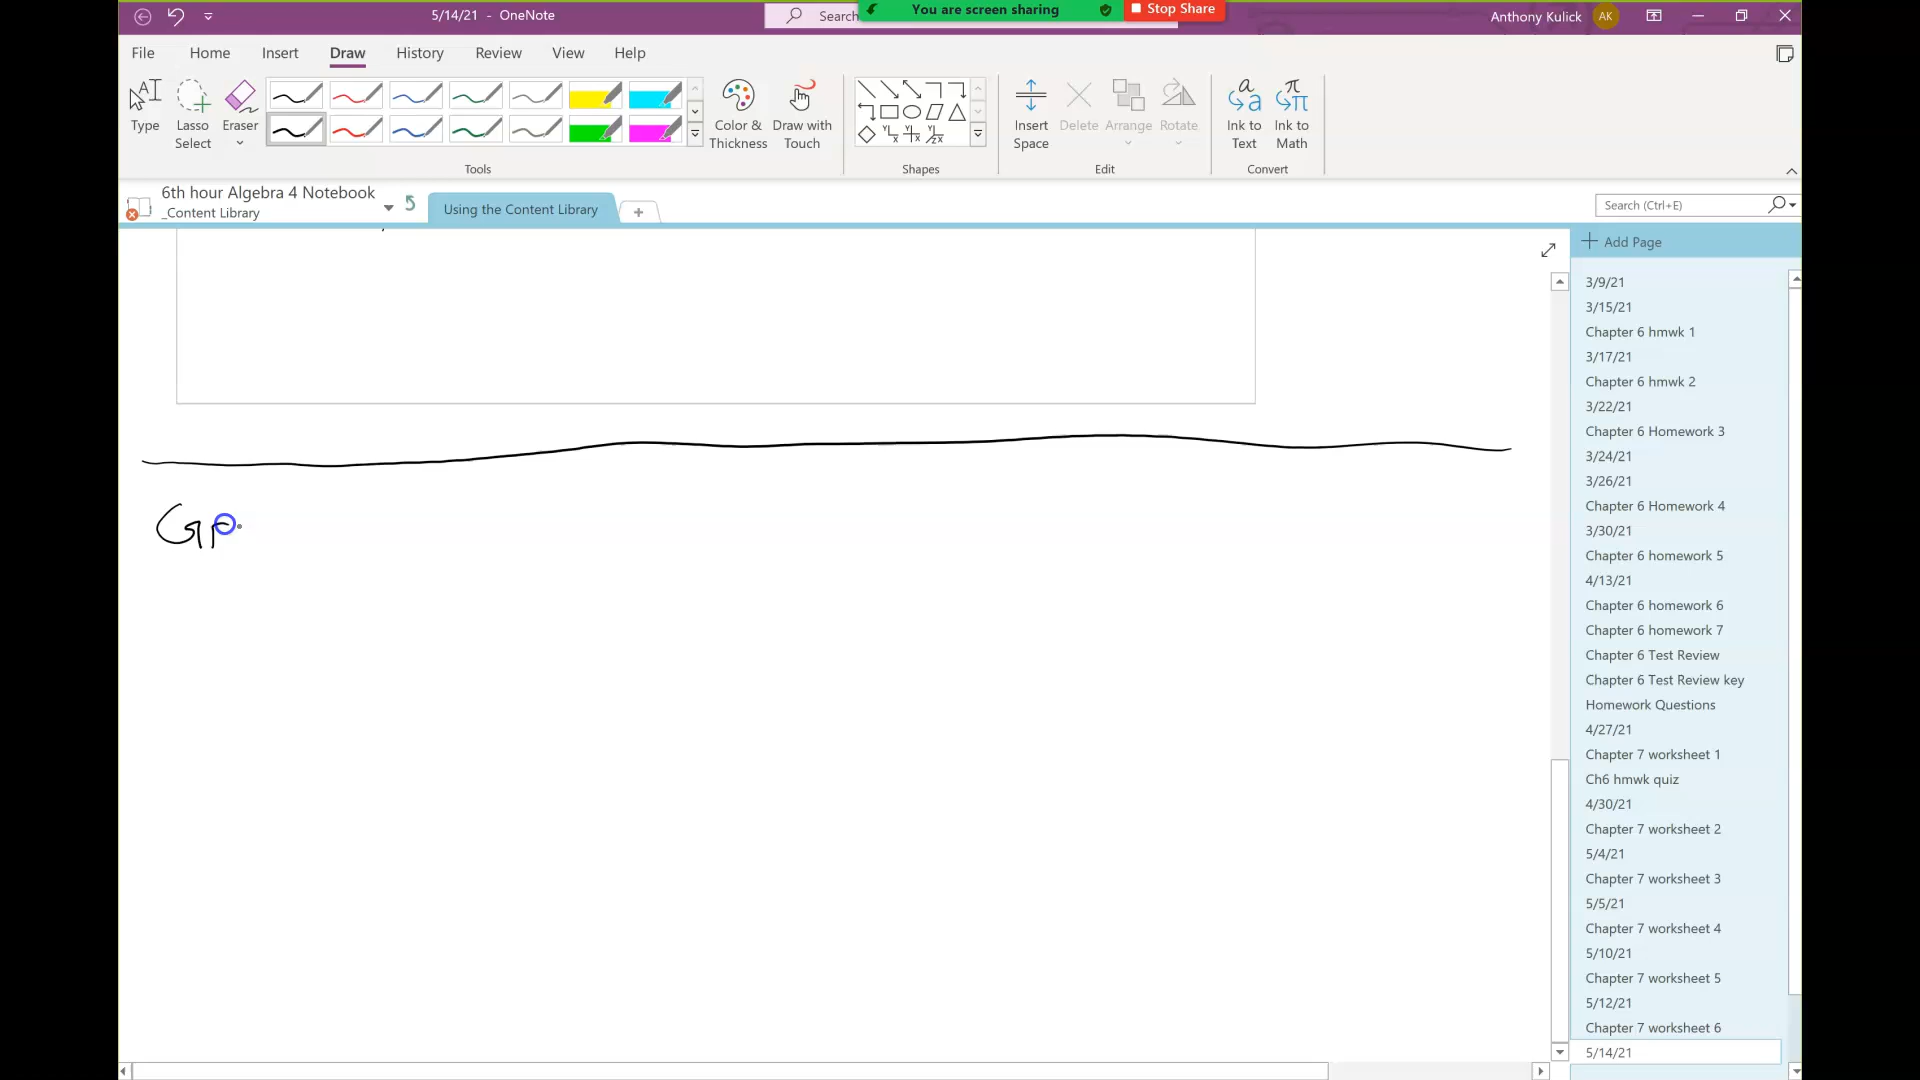 5/14/21 - OneNote
Search
You are screen sharing
Stop Share
Anthony Kulick
AK
File
Home
Insert
Draw
History
Review
View
Help
Type
Lasso
Select
Eraser
Color &
Thickness
Draw with
Touch
Insert
Space
Delete
Arrange
Rotate
Ink to
Text
Ink to
Math
Tools
Shapes
Edit
Convert
6th hour Algebra 4 Notebook
_Content Library
Using the Content Library
Search (Ctrl+E)
Add Page
3/9/21
3/15/21
Chapter 6 hmwk 1
3/17/21
Chapter 6 hmwk 2
3/22/21
Chapter 6 Homework 3
3/24/21
3/26/21
Chapter 6 Homework 4
3/30/21
Chapter 6 homework 5
4/13/21
Chapter 6 homework 6
Chapter 6 homework 7
Chapter 6 Test Review
Chapter 6 Test Review key
Homework Questions
4/27/21
Chapter 7 worksheet 1
Ch6 hmwk quiz
4/30/21
Chapter 7 worksheet 2
5/4/21
Chapter 7 worksheet 3
5/5/21
Chapter 7 worksheet 4
5/10/21
Chapter 7 worksheet 5
5/12/21
Chapter 7 worksheet 6
5/14/21
Gr